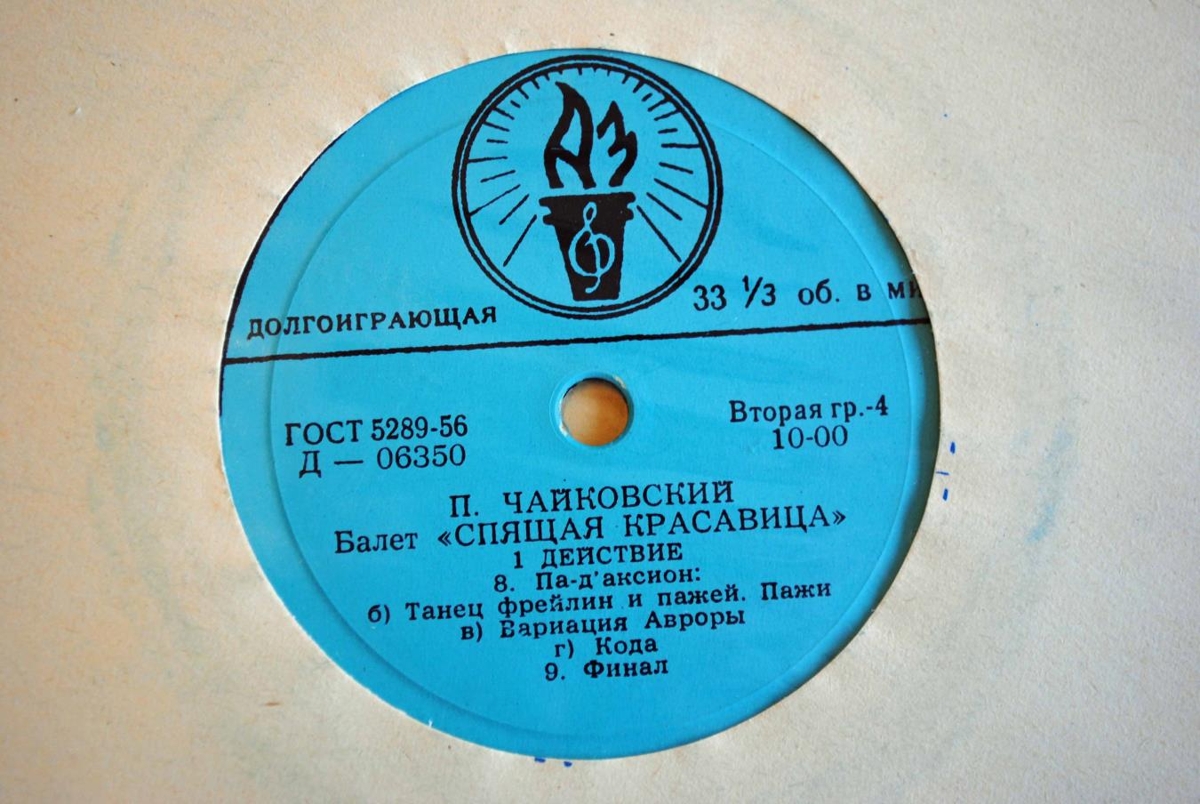 АЗ
ДОЛГОИГРАЮЩАЯ
33 1/3 об. в ми
ГОСТ 5289-56
Д — 06350
Вторая гр.-4
10-00
П. ЧАЙКОВСКИЙ
Балет «СПЯЩАЯ КРАСАВИЦА»
1 ДЕЙСТВИЕ
8. Па-д'аксион:
б) Танец фрейлин и пажей. Пажи
в) Вариация Авроры
г) Кода
9. Финал